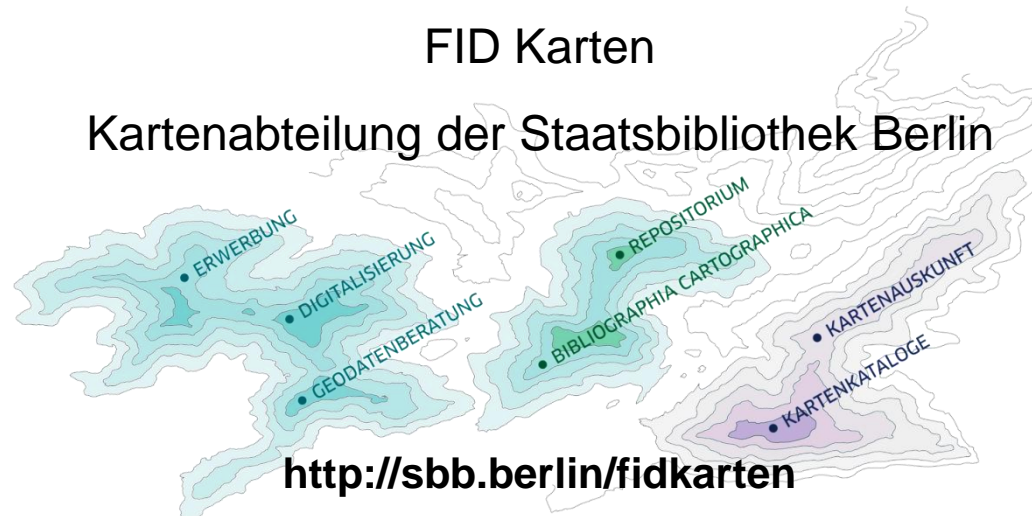 FID Karten
Kartenabteilung der Staatsbibliothek Berlin
ERWERBUNG
DIGITALISIERUNG
GEODATENBERATUNG
REPOSITORIUM
BIBLIOGRAPHIA CARTOGRAPHICA
KARTENAUSKUNFT
KARTENKATALOGE
http://sbb.berlin/fidkarten